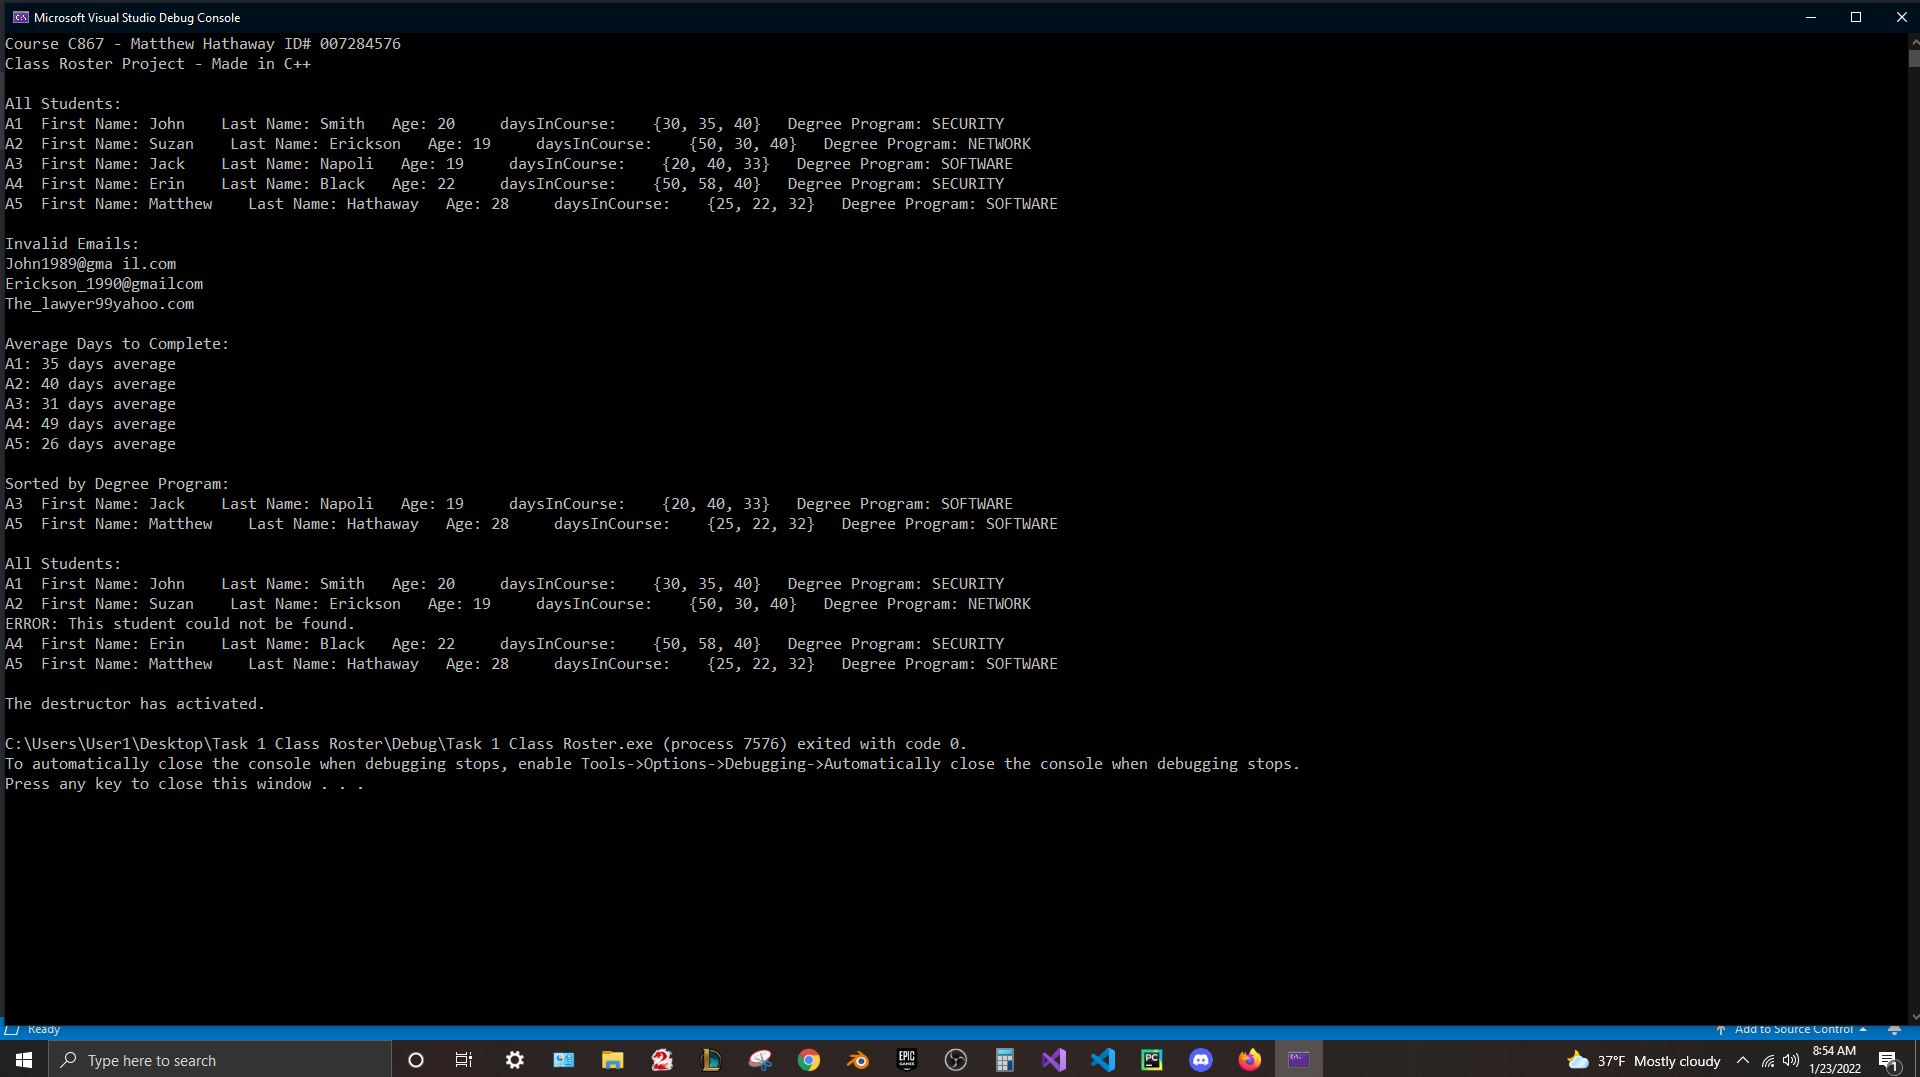 Microsoft Visual Studio Debug Console
Course C867 - Matthew Hathaway ID# 007284576
Class Roster Project - Made in C++
All Students:
A1  First Name: John    Last Name: Smith   Age: 20     daysInCourse:    {30, 35, 40}   Degree Program: SECURITY
A2  First Name: Suzan    Last Name: Erickson   Age: 19     daysInCourse:    {50, 30, 40}   Degree Program: NETWORK
A3  First Name: Jack    Last Name: Napoli   Age: 19     daysInCourse:    {20, 40, 33}   Degree Program: SOFTWARE
A4  First Name: Erin    Last Name: Black   Age: 22     daysInCourse:    {50, 58, 40}   Degree Program: SECURITY
A5  First Name: Matthew    Last Name: Hathaway   Age: 28     daysInCourse:    {25, 22, 32}   Degree Program: SOFTWARE
Invalid Emails:
John1989@gma il.com
Erickson_1990@gmailcom
The_lawyer99yahoo.com
Average Days to Complete:
A1: 35 days average
A2: 40 days average
A3: 31 days average
A4: 49 days average
A5: 26 days average
Sorted by Degree Program:
A3  First Name: Jack    Last Name: Napoli   Age: 19     daysInCourse:    {20, 40, 33}   Degree Program: SOFTWARE
A5  First Name: Matthew    Last Name: Hathaway   Age: 28     daysInCourse:    {25, 22, 32}   Degree Program: SOFTWARE
All Students:
A1  First Name: John    Last Name: Smith   Age: 20     daysInCourse:    {30, 35, 40}   Degree Program: SECURITY
A2  First Name: Suzan    Last Name: Erickson   Age: 19     daysInCourse:    {50, 30, 40}   Degree Program: NETWORK
ERROR: This student could not be found.
A4  First Name: Erin    Last Name: Black   Age: 22     daysInCourse:    {50, 58, 40}   Degree Program: SECURITY
A5  First Name: Matthew    Last Name: Hathaway   Age: 28     daysInCourse:    {25, 22, 32}   Degree Program: SOFTWARE
The destructor has activated.
C:\Users\User1\Desktop\Task 1 Class Roster\Debug\Task 1 Class Roster.exe (process 7576) exited with code 0.
To automatically close the console when debugging stops, enable Tools->Options->Debugging->Automatically close the console when debugging stops.
Press any key to close this window . . .
Ready
Add to Source Control
Type here to search
EPIC GAMES
PC
37°F Mostly cloudy
8:54 AM
1/23/2022
1